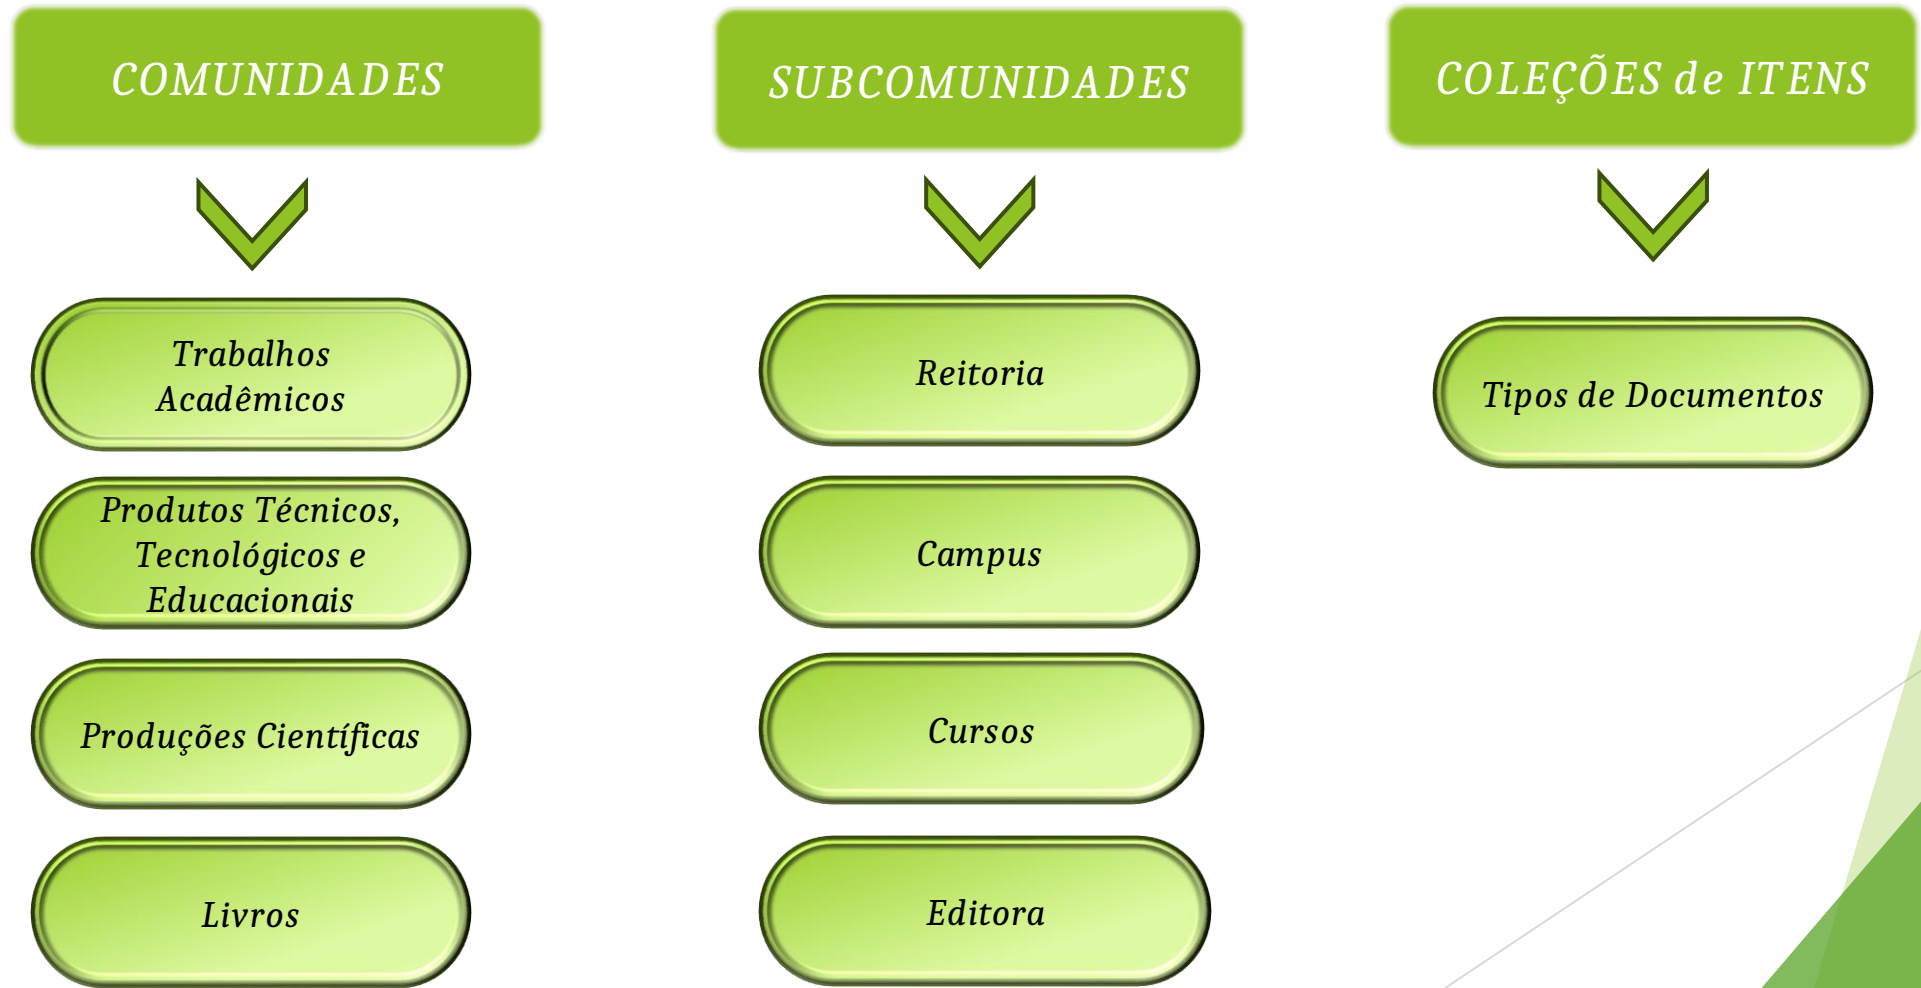 COMUNIDADES
Trabalhos
Acadêmicos
Produtos Técnicos,
Tecnológicos e
Educacionais
Produções Científicas
Livros
SUBCOMUNIDADES
Reitoria
Campus
Cursos
Editora
COLEÇÕES de ITENS
Tipos de Documentos